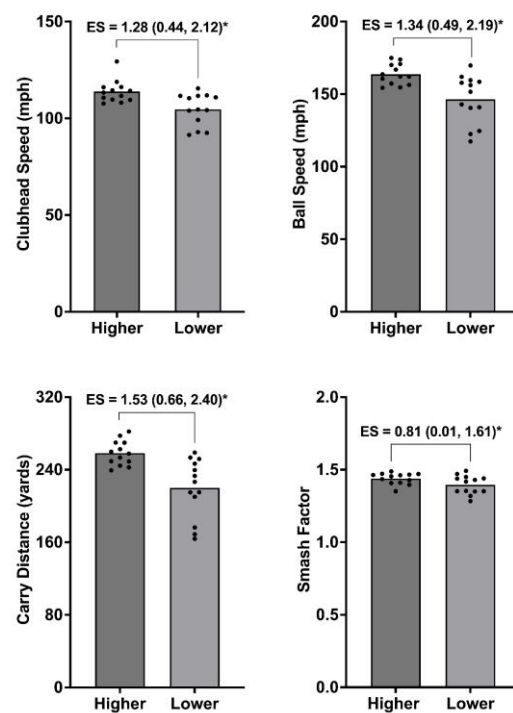 ES = 1.28 (0.44, 2.12)*
Clubhead Speed (mph)
150
100
50
0
Higher Lower
ES = 1.34 (0.49, 2.19)*
Ball Speed (mph)
200
150
100
50
0
Higher Lower
ES = 1.53 (0.66, 2.40)*
Carry Distance (yards)
320
240
160
80
0
Higher Lower
ES = 0.81 (0.01, 1.61)*
Smash Factor
2.0
1.5
1.0
0.5
0.0
Higher Lower